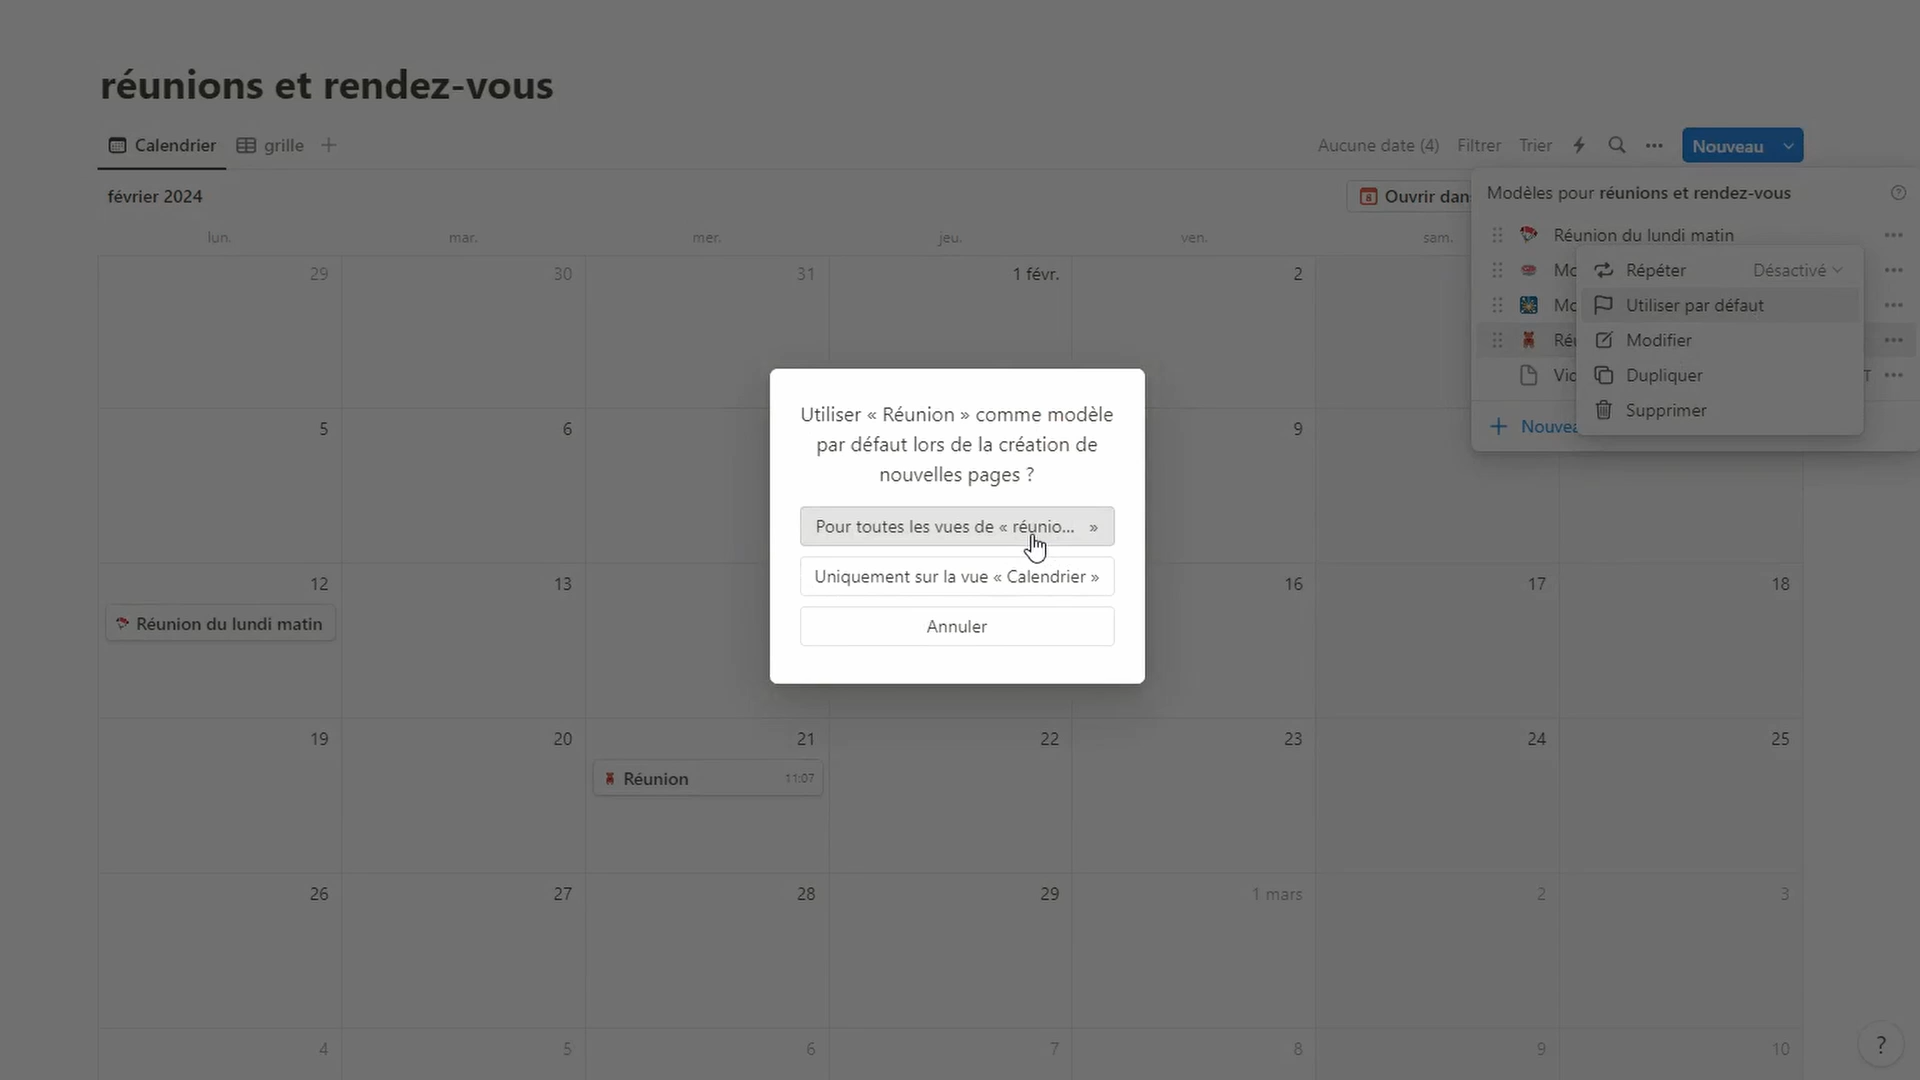 réunions et rendez-vous
Calendrier
grille
Aucune date (4)
Filtrer
Trier
Nouveau
février 2024
Ouvrir dans
Modèles pour réunions et rendez-vous
Réunion du lundi matin
Mo
Répéter
Désactivé
Mo
Utiliser par défaut
Réu
Modifier
Vid
Dupliquer
T
Supprimer
Nouvea
lun.
mar.
mer.
jeu.
ven.
sam.
29
30
31
1 févr.
2
Utiliser « Réunion » comme modèle
par défaut lors de la création de
nouvelles pages ?
Pour toutes les vues de « réunio... »
Uniquement sur la vue « Calendrier »
Annuler
5
6
9
12
13
16
17
18
Réunion du lundi matin
19
20
21
22
23
24
25
Réunion
11:07
26
27
28
29
1 mars
2
3
4
5
6
7
8
9
10
?